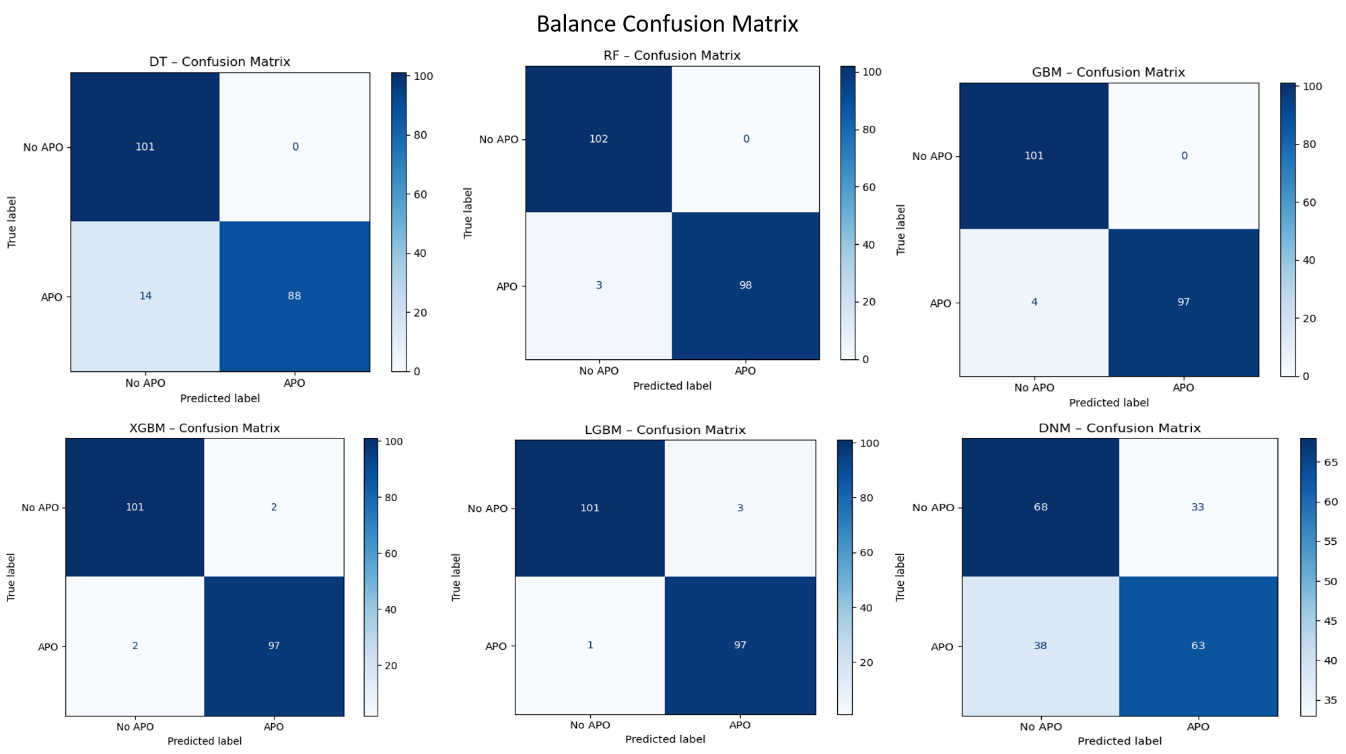 Balance Confusion Matrix
DT – Confusion Matrix
No APO
APO
True label
101
0
14
88
No APO
APO
Predicted label
100
80
60
40
20
0
RF – Confusion Matrix
No APO
APO
True label
102
0
3
98
No APO
APO
Predicted label
100
80
60
40
20
0
GBM – Confusion Matrix
No APO
APO
True label
101
0
4
97
No APO
APO
Predicted label
100
80
60
40
20
0
XGBM – Confusion Matrix
No APO
APO
True label
101
2
2
97
No APO
APO
Predicted label
100
80
60
40
20
LGBM – Confusion Matrix
No APO
APO
True label
101
3
1
97
No APO
APO
Predicted label
100
80
60
40
20
DNM – Confusion Matrix
No APO
APO
True label
68
33
38
63
No APO
APO
Predicted label
65
60
55
50
45
40
35